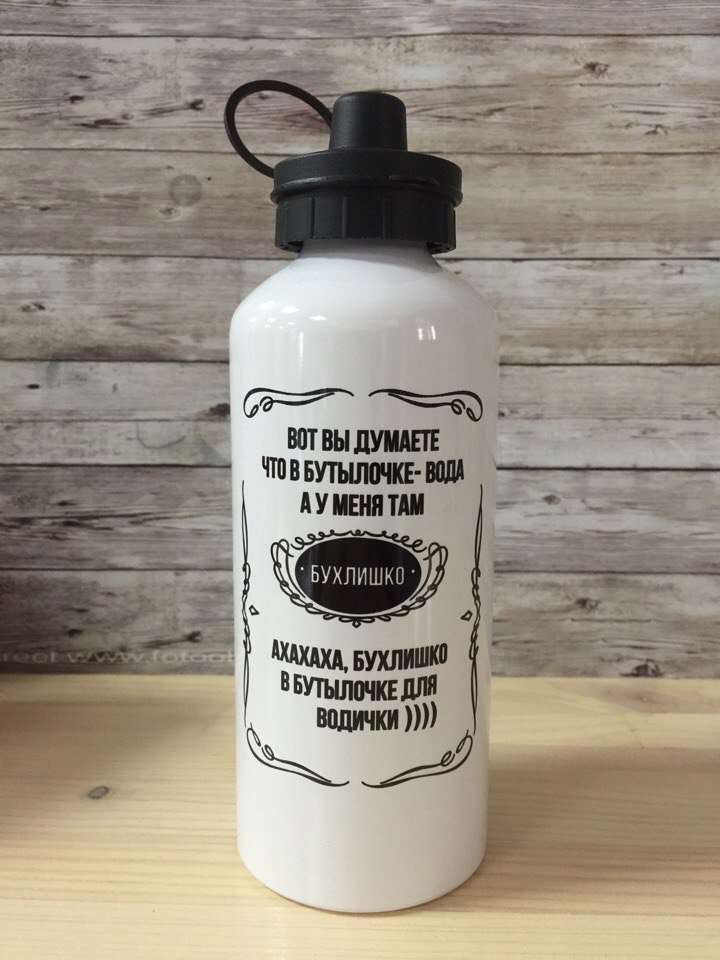 ВОТ ВЫ ДУМАЕТЕ
ЧТО В БУТЫЛОЧКЕ- ВОДА
А У МЕНЯ ТАМ
· БУХЛИШКО ·
АХАХАХА, БУХЛИШКО
В БУТЫЛОЧКЕ ДЛЯ
ВОДИЧКИ ))))